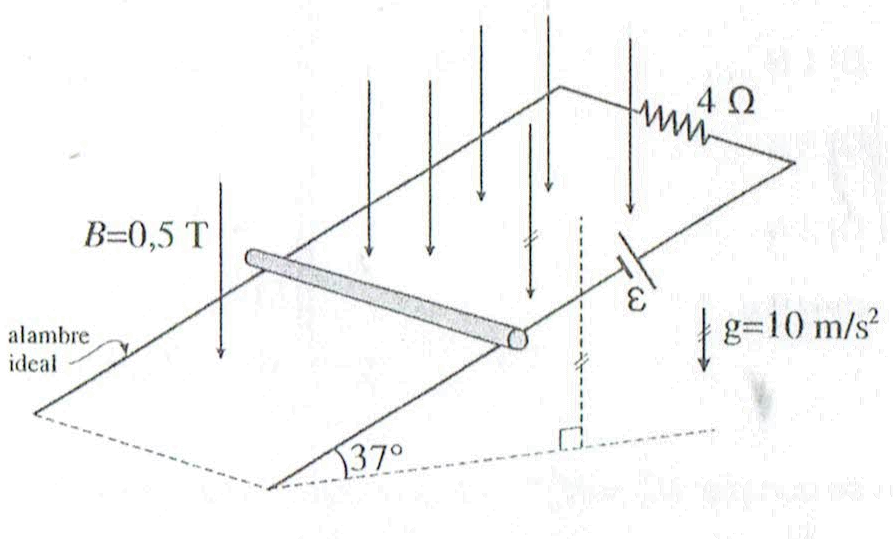 4 Ω
B=0,5 T
ε
g=10 m/s²
alambre
ideal
37°